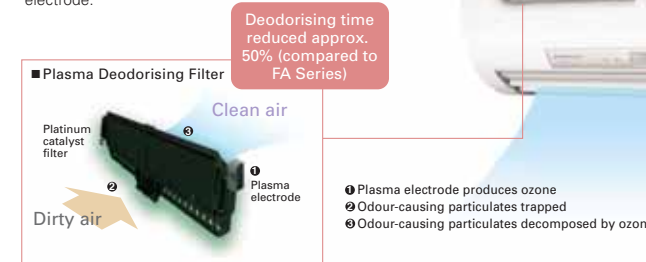 electrode.
Deodorising time
reduced approx.
50% (compared to
FA Series)
■Plasma Deodorising Filter
Clean air
Platinum
catalyst
filter
❸
❶
Plasma
electrode
❷
Dirty air
❶Plasma electrode produces ozone
❷Odour-causing particulates trapped
❸Odour-causing particulates decomposed by ozon